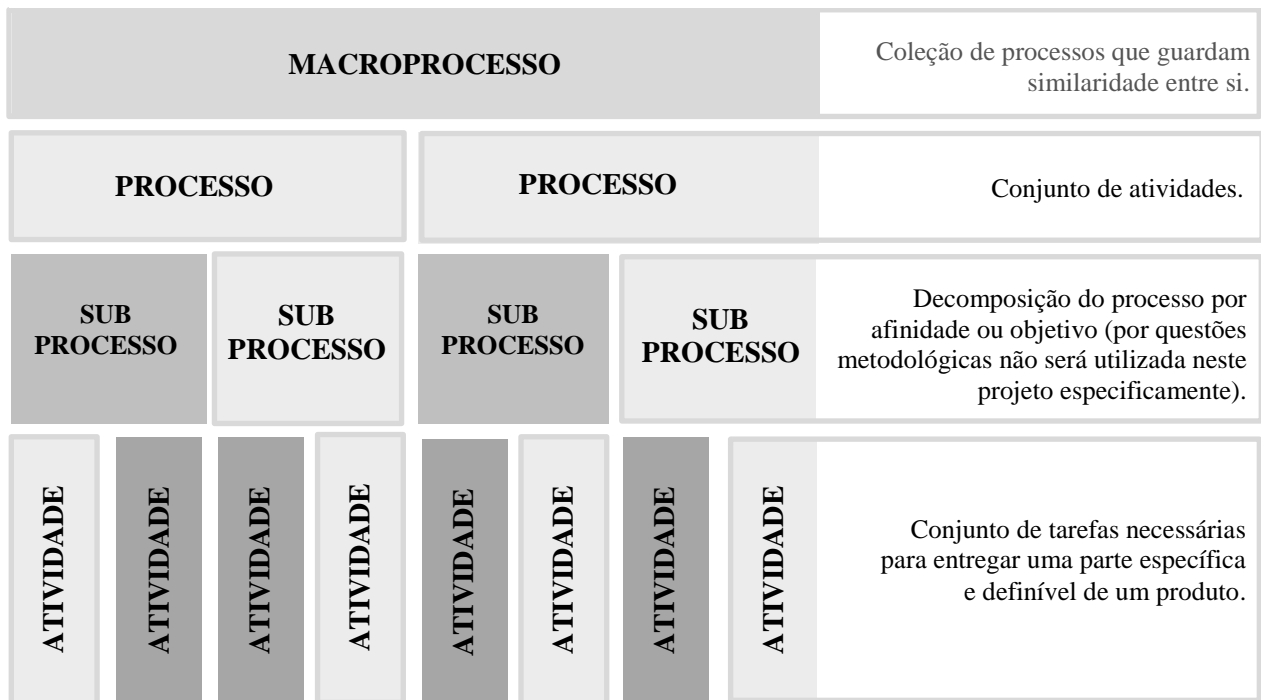 MACROPROCESSO
Coleção de processos que guardam
similaridade entre si.
PROCESSO
PROCESSO
Conjunto de atividades.
SUB
PROCESSO
SUB
PROCESSO
SUB
PROCESSO
SUB
PROCESSO
Decomposição do processo por
afinidade ou objetivo (por questões
metodológicas não será utilizada neste
projeto especificamente).
ATIVIDADE
ATIVIDADE
ATIVIDADE
ATIVIDADE
ATIVIDADE
ATIVIDADE
ATIVIDADE
ATIVIDADE
Conjunto de tarefas necessárias
para entregar uma parte específica
e definível de um produto.